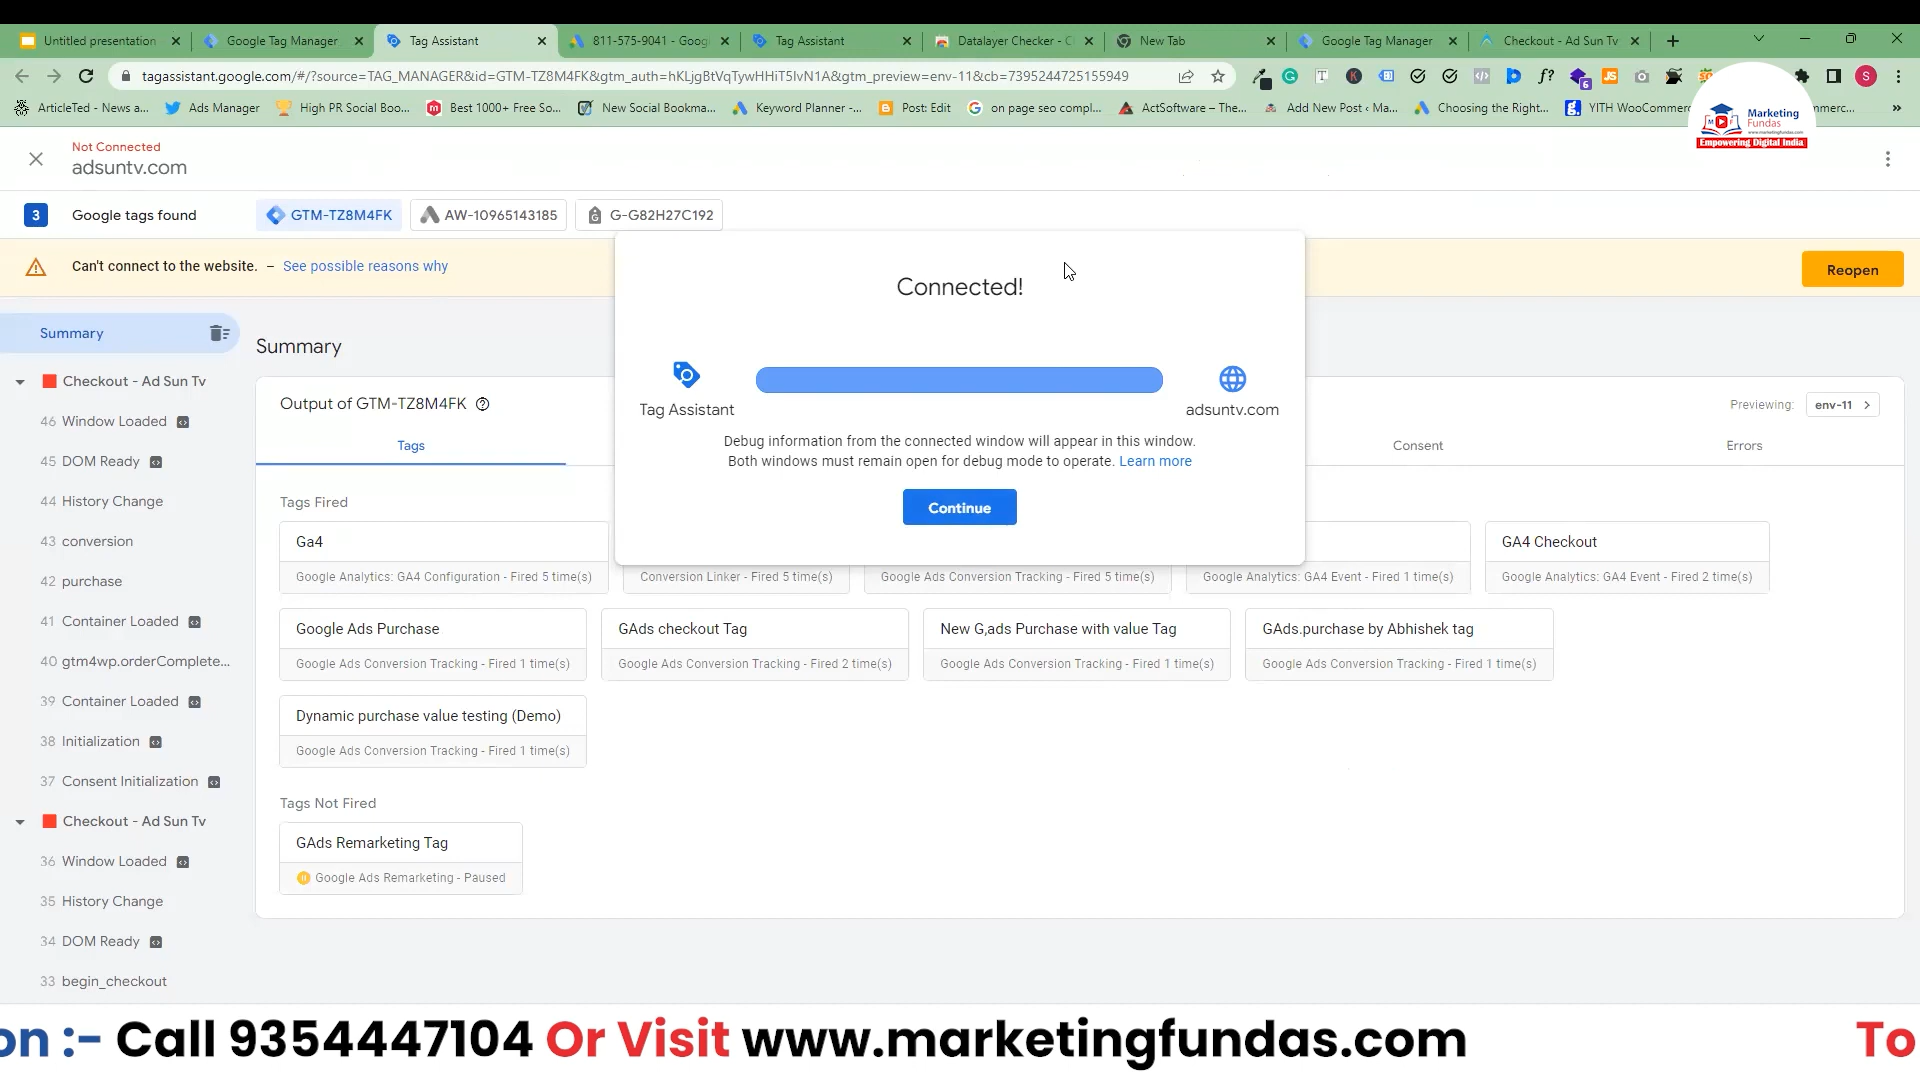 Untitled presentation
Google Tag Manager
Tag Assistant
811-575-9041 - Goog
Tag Assistant
Datalayer Checker - C
New Tab
Google Tag Manager
Checkout - Ad Sun Tv
tagassistant.google.com/#/?source=TAG_MANAGER&id=GTM-TZ8M4FK&gtm_auth=hKLjgBtVqTywHHiT5IvN1A&gtm_preview=env-11&cb=7395244725155949
ArticleTed - News a...
Ads Manager
High PR Social Boo...
Best 1000+ Free So...
New Social Bookma...
Keyword Planner -...
Post: Edit
on page seo compl...
ActSoftware – The...
Add New Post ‹ Ma...
Choosing the Right...
YITH WooCommerc
mmerc...
Marketing
Fundas
www.marketingfundas.com
Empowering Digital India
Not Connected
adsuntv.com
3 Google tags found
GTM-TZ8M4FK
AW-10965143185
G-G82H27C192
Can't connect to the website. – See possible reasons why
Reopen
Connected!
Tag Assistant
adsuntv.com
Debug information from the connected window will appear in this window.
Both windows must remain open for debug mode to operate. Learn more
Continue
Summary
Checkout - Ad Sun Tv
46 Window Loaded
45 DOM Ready
44 History Change
43 conversion
42 purchase
41 Container Loaded
40 gtm4wp.orderComplete...
39 Container Loaded
38 Initialization
37 Consent Initialization
Checkout - Ad Sun Tv
36 Window Loaded
35 History Change
34 DOM Ready
33 begin_checkout
Summary
Output of GTM-TZ8M4FK
Previewing: env-11
Tags
Consent
Errors
Tags Fired
Ga4
Google Analytics: GA4 Configuration - Fired 5 time(s)
Conversion Linker - Fired 5 time(s)
Google Ads Conversion Tracking - Fired 5 time(s)
Google Analytics: GA4 Event - Fired 1 time(s)
GA4 Checkout
Google Analytics: GA4 Event - Fired 2 time(s)
Google Ads Purchase
Google Ads Conversion Tracking - Fired 1 time(s)
GAds checkout Tag
Google Ads Conversion Tracking - Fired 2 time(s)
New G,ads Purchase with value Tag
Google Ads Conversion Tracking - Fired 1 time(s)
GAds.purchase by Abhishek tag
Google Ads Conversion Tracking - Fired 1 time(s)
Dynamic purchase value testing (Demo)
Google Ads Conversion Tracking - Fired 1 time(s)
Tags Not Fired
GAds Remarketing Tag
Google Ads Remarketing - Paused
on :- Call 9354447104 Or Visit www.marketingfundas.com To